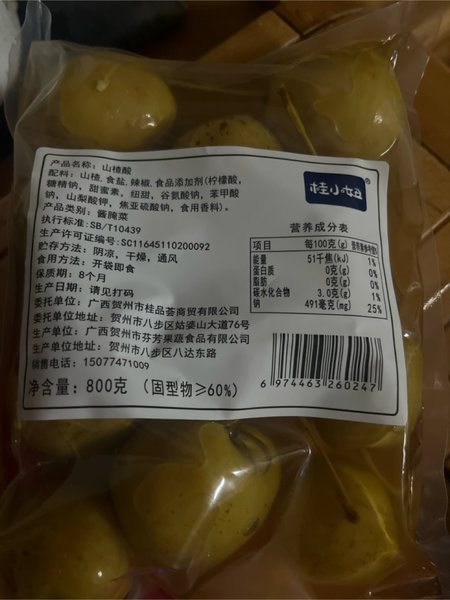 产品名称：山楂酸
配料：山楂，食盐，辣椒，食品添加剂(柠檬酸，
糖精钠，甜蜜素，纽甜，谷氨酸钠，苯甲酸
钠，山梨酸钾，焦亚硫酸钠，食用香料）。
产品类别：酱腌菜
执行标准：SB/T10439
生产许可证编号：SC11645110200092
贮存方法：阴凉，干燥，通风
食用方法：开袋即食
保质期：8个月
生产日期：请见打码
委托单位：广西贺州市桂品荟商贸有限公司
委托单位地址：贺州市八步区姑婆山大道76号
生产单位：广西贺州市芬芳果蔬食品有限公司
生产单位地址：贺州市八步区八达东路
销售电话：15077471009
净含量：800克（固型物≥60%）
桂小妞
营养成分表
项目 每100克(g) 营养素参考值%
能量 51千焦(kJ) 1%
蛋白质 0克(g) 0%
脂肪 0克(g) 0%
碳水化合物 3.0克(g) 1%
钠 491毫克(mg) 25%
6 974463 260247